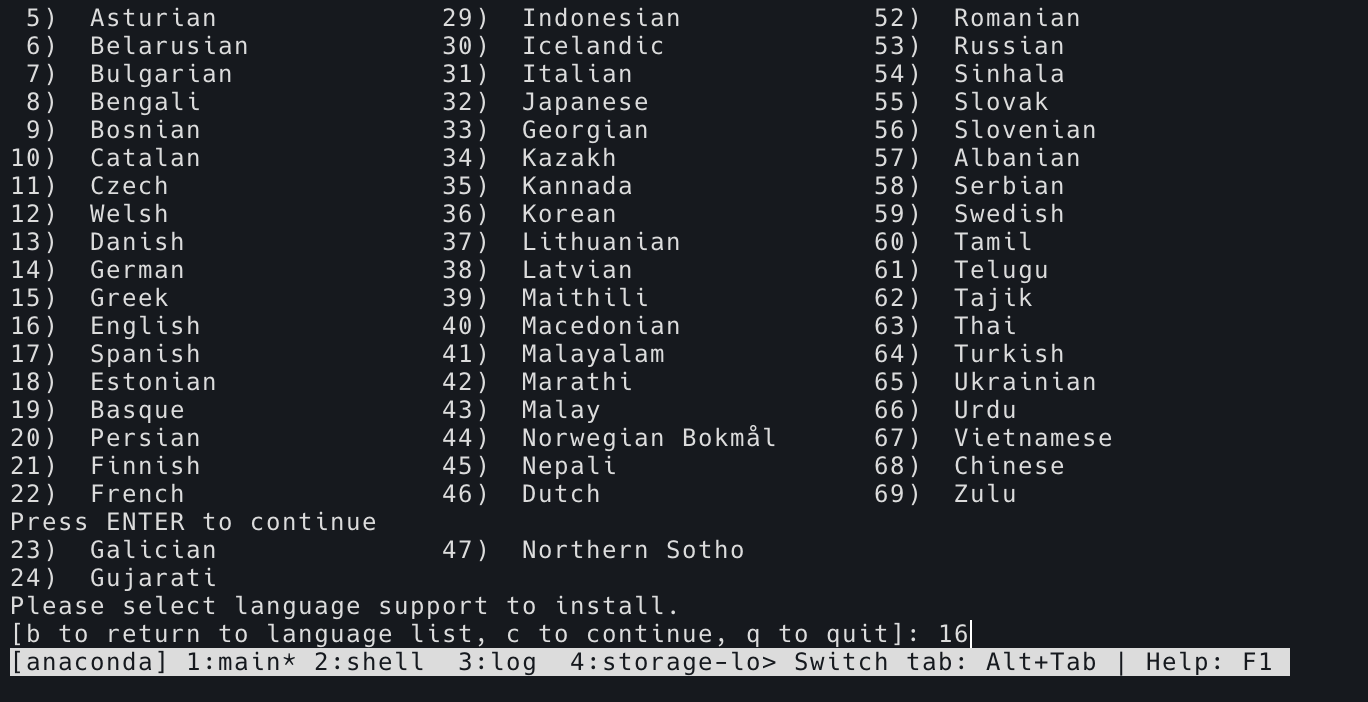 5)  Asturian  29)  Indonesian  52)  Romanian
6)  Belarusian  30)  Icelandic  53)  Russian
7)  Bulgarian  31)  Italian  54)  Sinhala
8)  Bengali  32)  Japanese  55)  Slovak
9)  Bosnian  33)  Georgian  56)  Slovenian
10)  Catalan  34)  Kazakh  57)  Albanian
11)  Czech  35)  Kannada  58)  Serbian
12)  Welsh  36)  Korean  59)  Swedish
13)  Danish  37)  Lithuanian  60)  Tamil
14)  German  38)  Latvian  61)  Telugu
15)  Greek  39)  Maithili  62)  Tajik
16)  English  40)  Macedonian  63)  Thai
17)  Spanish  41)  Malayalam  64)  Turkish
18)  Estonian  42)  Marathi  65)  Ukrainian
19)  Basque  43)  Malay  66)  Urdu
20)  Persian  44)  Norwegian Bokmål  67)  Vietnamese
21)  Finnish  45)  Nepali  68)  Chinese
22)  French  46)  Dutch  69)  Zulu
Press ENTER to continue
23)  Galician  47)  Northern Sotho
24)  Gujarati
Please select language support to install.
[b to return to language list, c to continue, q to quit]: 16
[anaconda] 1:main* 2:shell  3:log  4:storage-lo> Switch tab: Alt+Tab | Help: F1